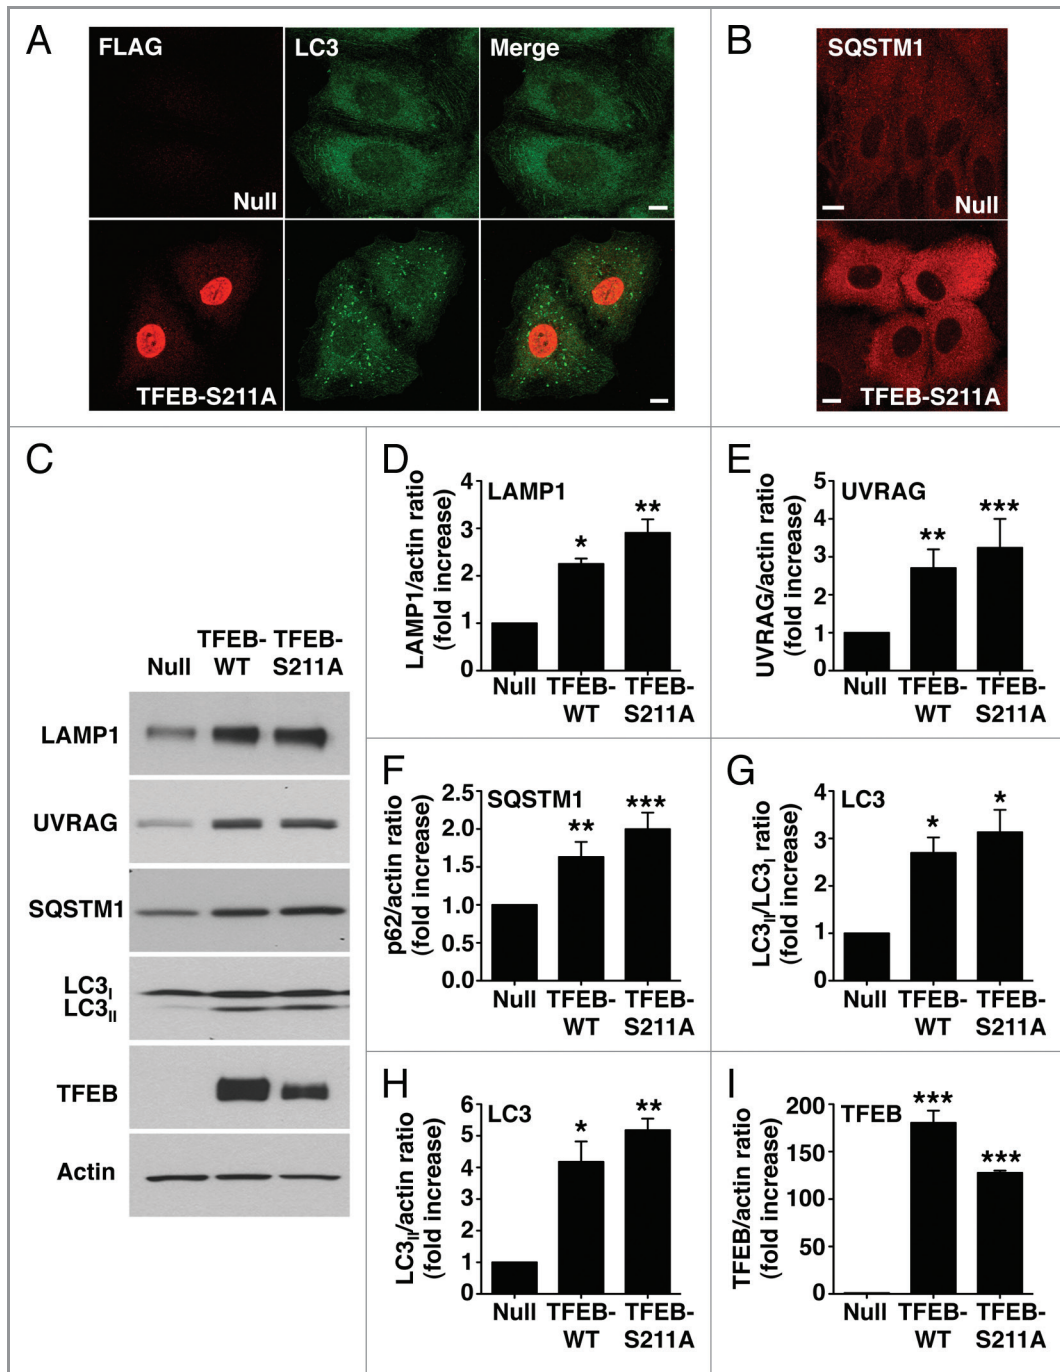 A
FLAG
LC3
Merge
Null
TFEB-S211A
B
SQSTM1
Null
TFEB-S211A
C
Null
TFEB-
WT
TFEB-
S211A
LAMP1
UVRAG
SQSTM1
LC3I
LC3II
TFEB
Actin
D
LAMP1
LAMP1/actin ratio
(fold increase)
4
3
2
1
0
*
**
Null
TFEB-
WT
TFEB-
S211A
E
UVRAG
UVRAG/actin ratio
(fold increase)
5
4
3
2
1
0
**
***
Null
TFEB-
WT
TFEB-
S211A
F
SQSTM1
p62/actin ratio
(fold increase)
2.5
2.0
1.5
1.0
0.5
0.0
**
***
Null
TFEB-
WT
TFEB-
S211A
G
LC3
LC3II/LC3I ratio
(fold increase)
4
3
2
1
0
*
*
Null
TFEB-
WT
TFEB-
S211A
H
LC3
LC3II/actin ratio
(fold increase)
6
5
4
3
2
1
0
*
**
Null
TFEB-
WT
TFEB-
S211A
I
TFEB
TFEB/actin ratio
(fold increase)
200
150
100
50
0
***
***
Null
TFEB-
WT
TFEB-
S211A